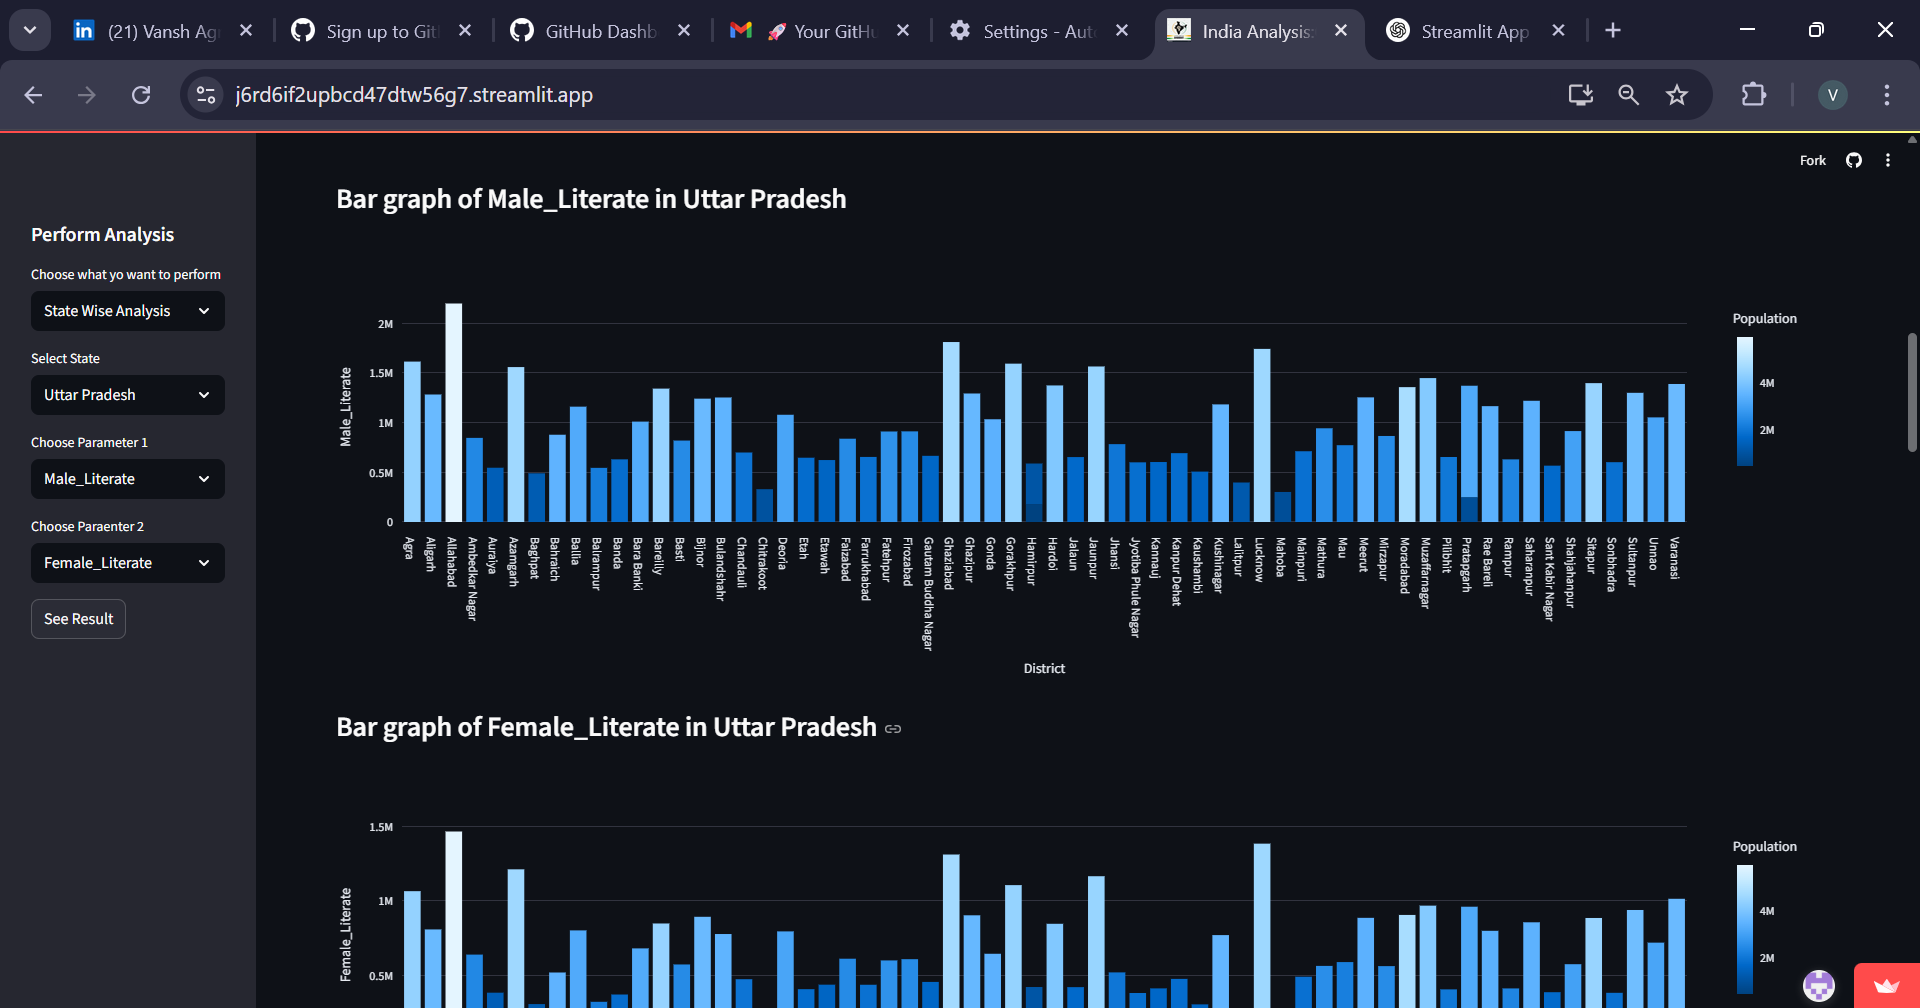 (21) Vansh Ag
Sign up to Git
GitHub Dashb
🚀 Your GitHu
Settings - Aut
India Analysis:
Streamlit App
j6rd6if2upbcd47dtw56g7.streamlit.app
V
Fork
Perform Analysis
Choose what yo want to perform
State Wise Analysis
Select State
Uttar Pradesh
Choose Parameter 1
Male_Literate
Choose Paraenter 2
Female_Literate
See Result
Bar graph of Male_Literate in Uttar Pradesh
Male_Literate
2M
1.5M
1M
0.5M
0
Agra
Aligarh
Allahabad
Ambedkar Nagar
Auraiya
Azamgarh
Baghpat
Bahraich
Ballia
Balrampur
Banda
Bara Banki
Bareilly
Basti
Bijnor
Bulandshahr
Chandauli
Chitrakoot
Deoria
Etah
Etawah
Faizabad
Farrukhabad
Fatehpur
Firozabad
Gautam Buddha Nagar
Ghaziabad
Ghazipur
Gonda
Gorakhpur
Hamirpur
Hardoi
Jalaun
Jaunpur
Jhansi
Jyotiba Phule Nagar
Kannauj
Kanpur Dehat
Kaushambi
Kushinagar
Lalitpur
Lucknow
Mahoba
Mainpuri
Mathura
Mau
Meerut
Mirzapur
Moradabad
Muzaffarnagar
Pilibhit
Pratapgarh
Rae Bareli
Rampur
Saharanpur
Sant Kabir Nagar
Shahjahanpur
Sitapur
Sonbhadra
Sultanpur
Unnao
Varanasi
District
Population
4M
2M
Bar graph of Female_Literate in Uttar Pradesh
Female_Literate
1.5M
1M
0.5M
Population
4M
2M